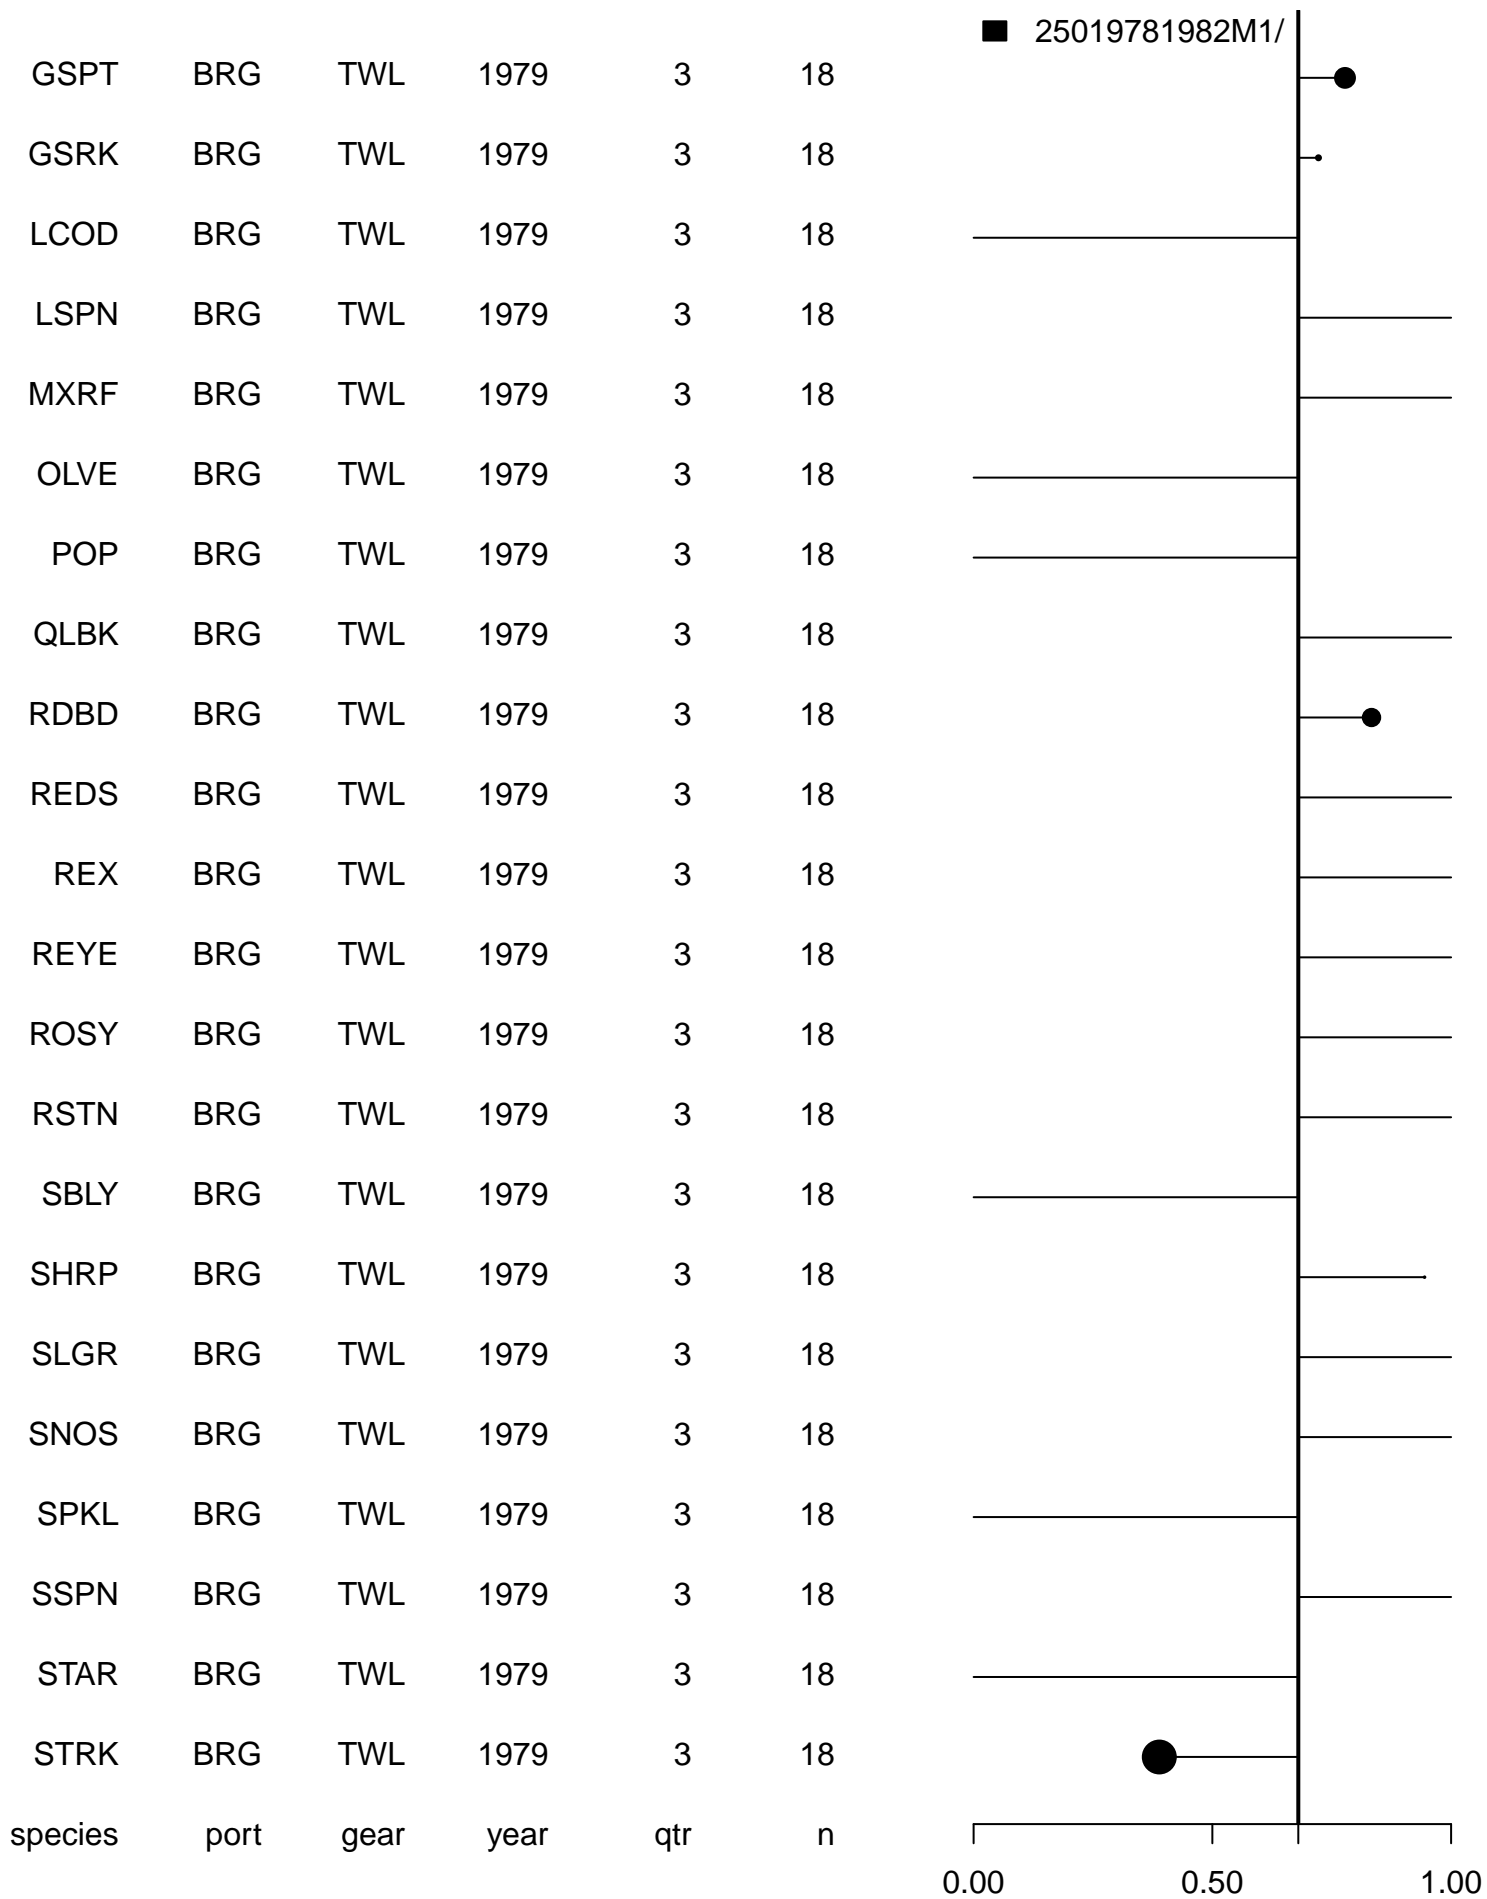 25019781982M1/
GSPT BRG TWL 1979 3 18
GSRK BRG TWL 1979 3 18
LCOD BRG TWL 1979 3 18
LSPN BRG TWL 1979 3 18
MXRF BRG TWL 1979 3 18
OLVE BRG TWL 1979 3 18
POP BRG TWL 1979 3 18
QLBK BRG TWL 1979 3 18
RDBD BRG TWL 1979 3 18
REDS BRG TWL 1979 3 18
REX BRG TWL 1979 3 18
REYE BRG TWL 1979 3 18
ROSY BRG TWL 1979 3 18
RSTN BRG TWL 1979 3 18
SBLY BRG TWL 1979 3 18
SHRP BRG TWL 1979 3 18
SLGR BRG TWL 1979 3 18
SNOS BRG TWL 1979 3 18
SPKL BRG TWL 1979 3 18
SSPN BRG TWL 1979 3 18
STAR BRG TWL 1979 3 18
STRK BRG TWL 1979 3 18
species port gear year qtr n
0.00 0.50 1.00